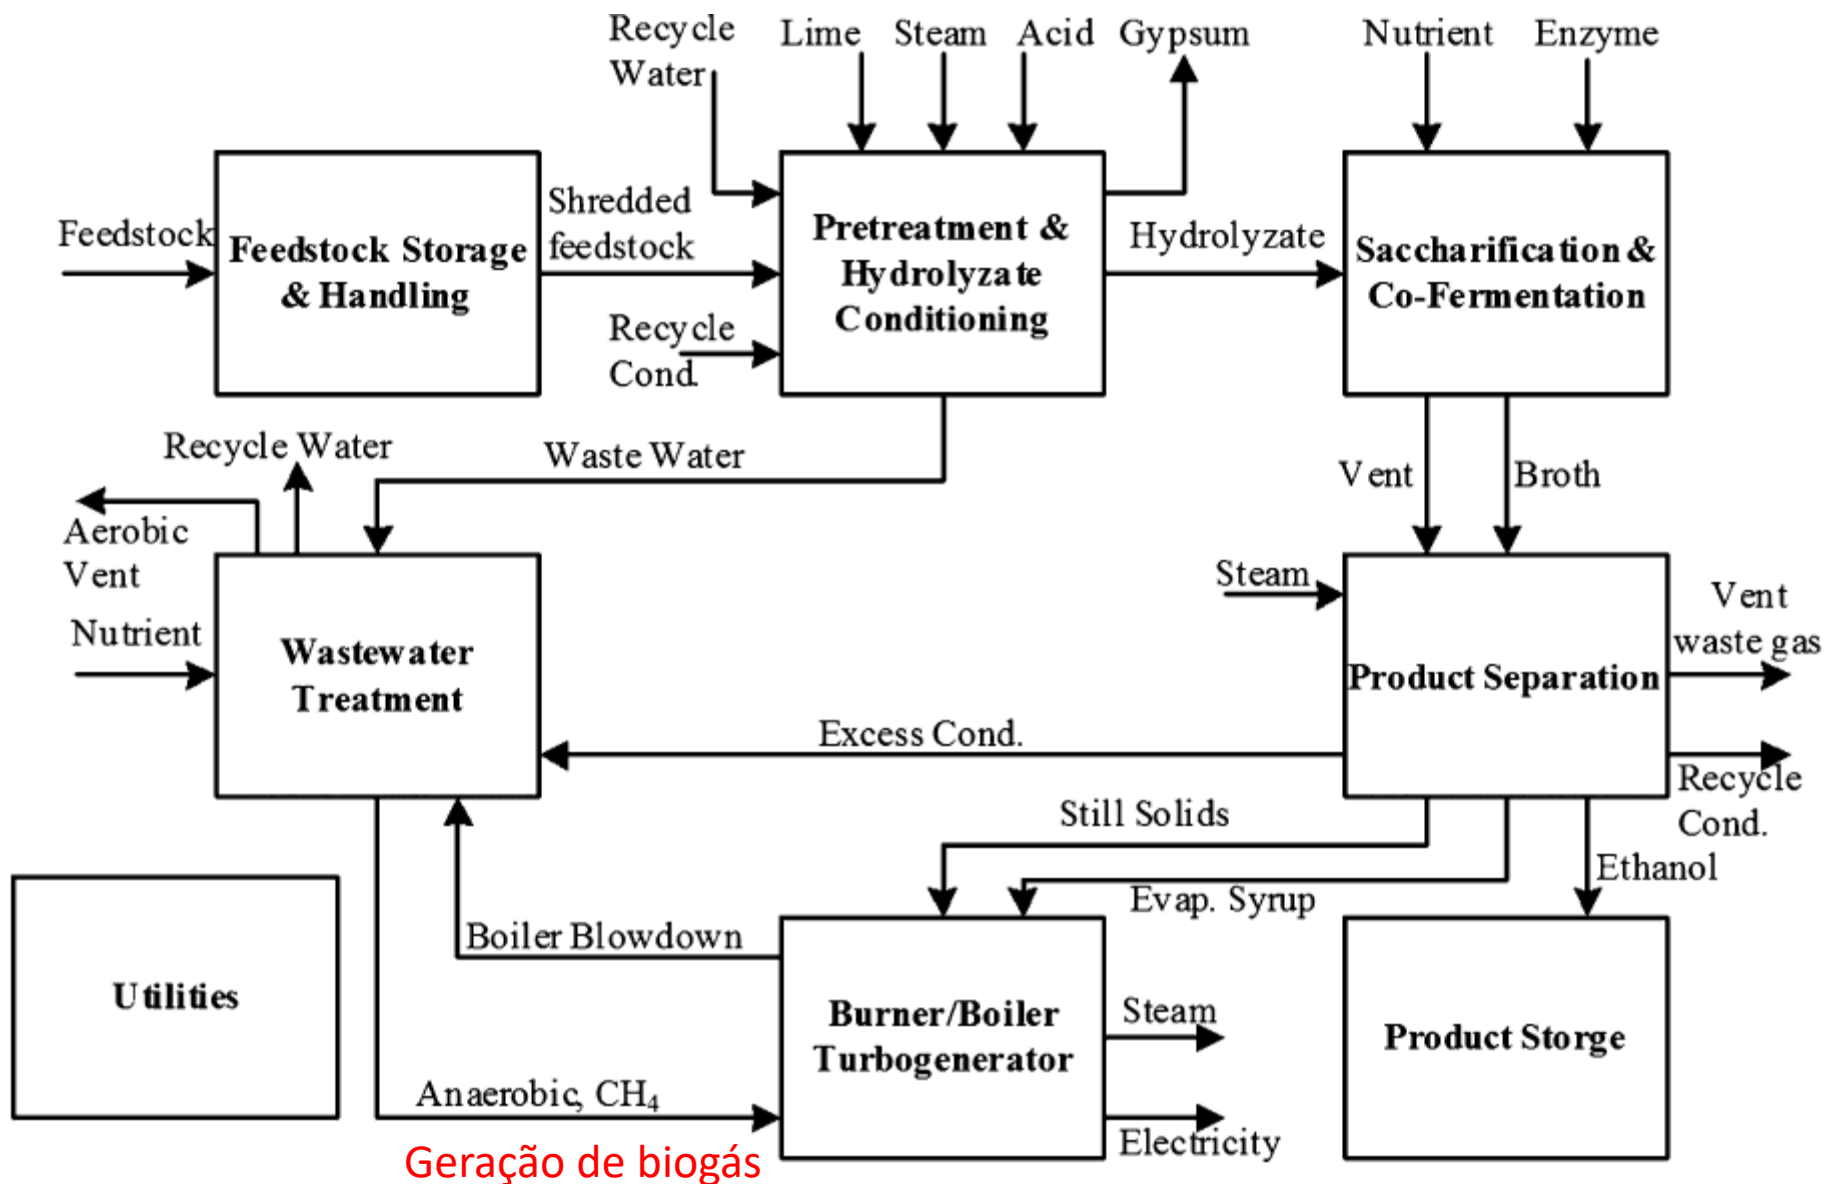 Recycle
Water
Lime
Steam
Acid
Gypsum
Nutrient
Enzyme
Feedstock
Feedstock Storage
& Handling
Shredded
feedstock
Recycle
Cond.
Pretreatment &
Hydrolyzate
Conditioning
Hydrolyzate
Saccharification &
Co-Fermentation
Recycle Water
Waste Water
Vent
Broth
Aerobic
Vent
Nutrient
Wastewater
Treatment
Steam
Product Separation
Vent
waste gas
Excess Cond.
Recycle
Cond.
Still Solids
Evap. Syrup
Ethanol
Boiler Blowdown
Utilities
Burner/Boiler
Turbogenerator
Steam
Electricity
Product Storge
Anaerobic, CH₄
Geração de biogás